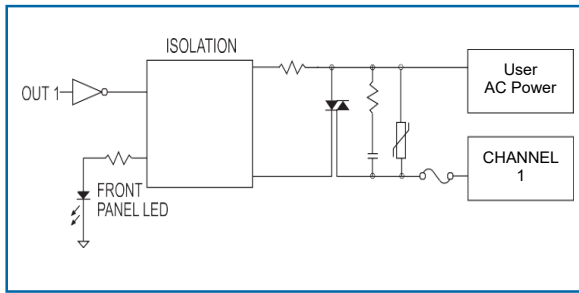 ISOLATION
OUT 1
User
AC Power
CHANNEL
1
FRONT
PANEL LED